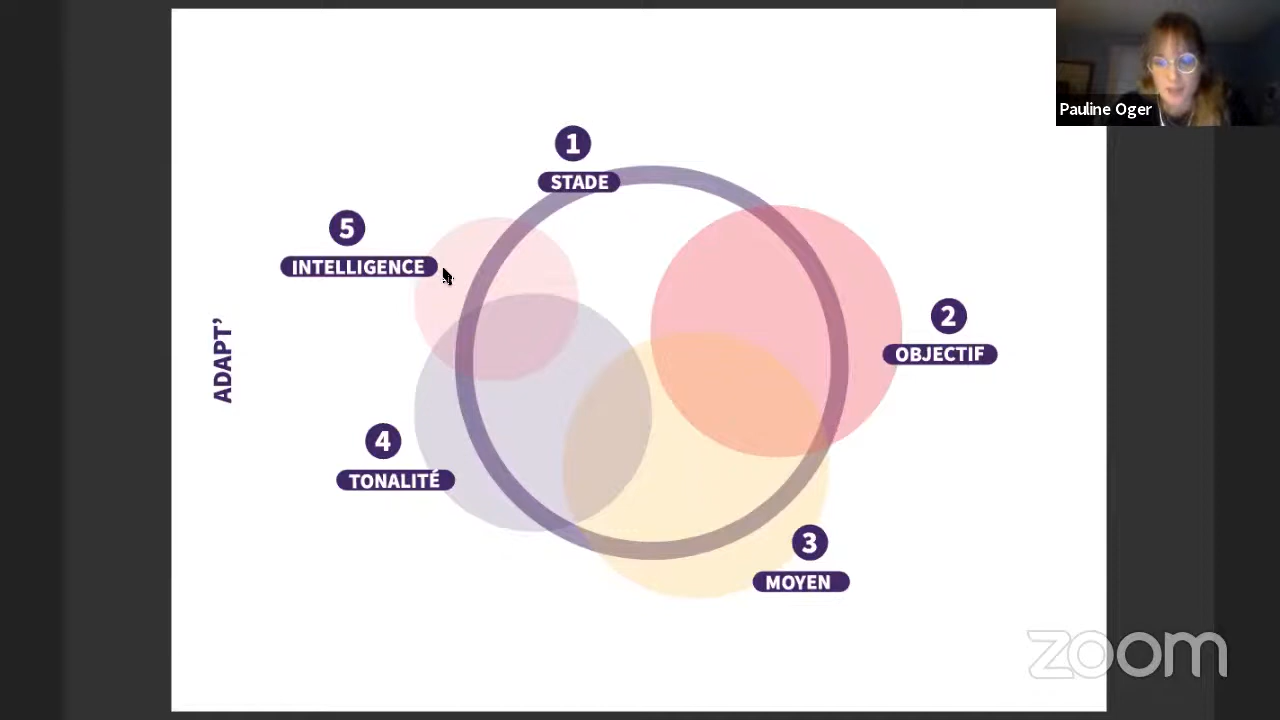 Pauline Oger
1
STADE
5
INTELLIGENCE
2
OBJECTIF
ADAPT’
4
TONALITÉ
3
MOYEN
zoom